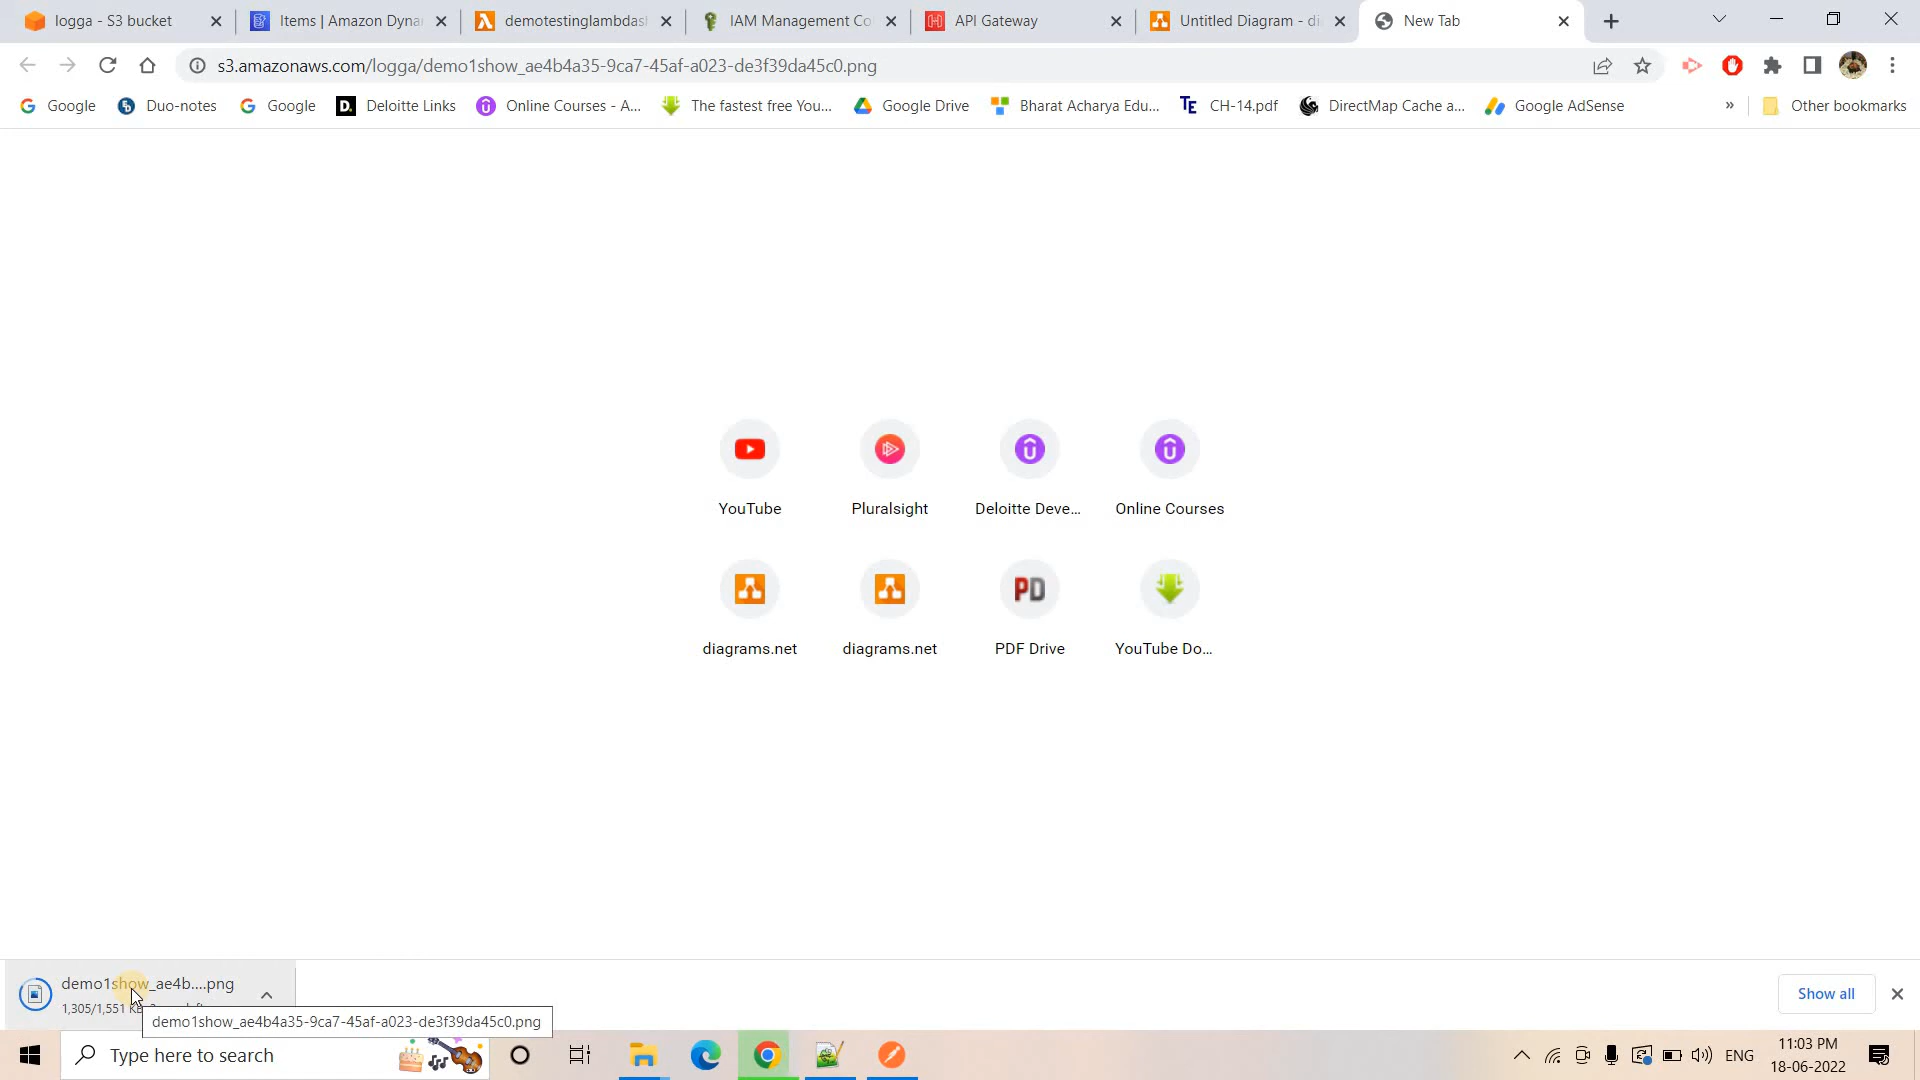 logga - S3 bucket
Items | Amazon Dyna
demotestinglambdash
IAM Management Co
API Gateway
Untitled Diagram - di
New Tab
s3.amazonaws.com/logga/demo1show_ae4b4a35-9ca7-45af-a023-de3f39da45c0.png
Google
Duo-notes
Google
Deloitte Links
Online Courses - A...
The fastest free You...
Google Drive
Bharat Acharya Edu...
TE CH-14.pdf
DirectMap Cache a...
Google AdSense
»
Other bookmarks
YouTube
Pluralsight
Deloitte Deve...
Online Courses
diagrams.net
diagrams.net
PD
PDF Drive
YouTube Do...
demo1show_ae4b....png
1,305/1,551 KB
demo1show_ae4b4a35-9ca7-45af-a023-de3f39da45c0.png
Show all
Type here to search
ENG
11:03 PM
18-06-2022